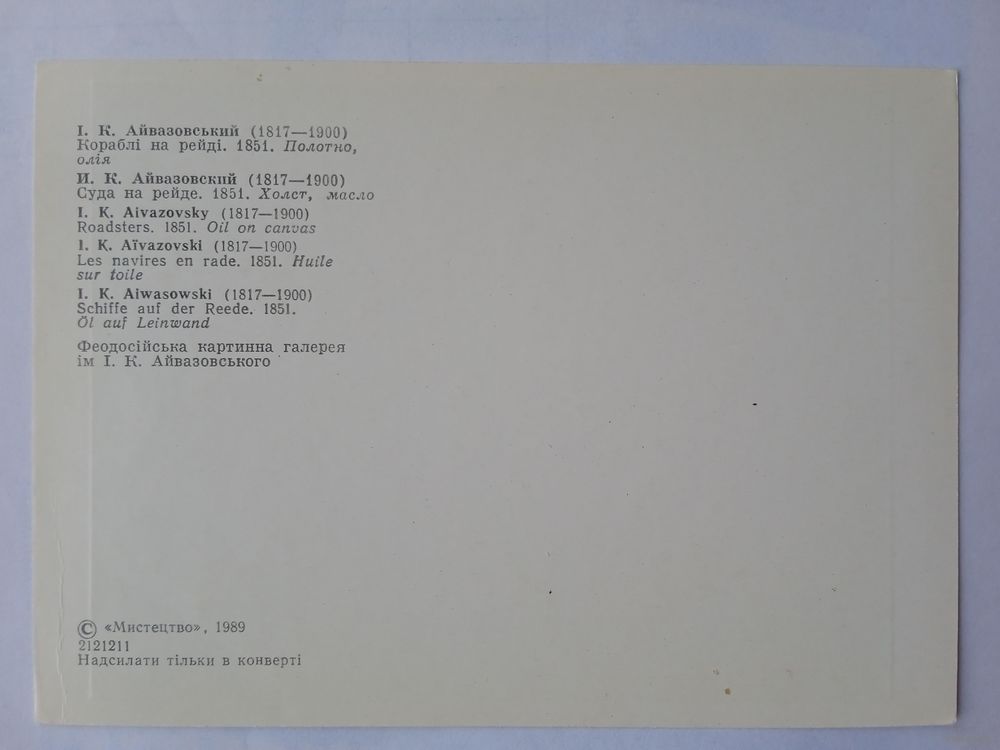 І. К. Айвазовський (1817—1900)
Кораблі на рейді. 1851. Полотно,
олія
И. К. Айвазовский (1817—1900)
Суда на рейде. 1851. Холст, масло
I. K. Aivazovsky (1817—1900)
Roadsters. 1851. Oil on canvas
I. K. Aïvazovski (1817—1900)
Les navires en rade. 1851. Huile
sur toile
I. K. Aiwasowski (1817—1900)
Schiffe auf der Reede. 1851.
Öl auf Leinwand
Феодосійська картинна галерея
ім І. К. Айвазовського
© «Мистецтво», 1989
2121211
Надсилати тільки в конверті